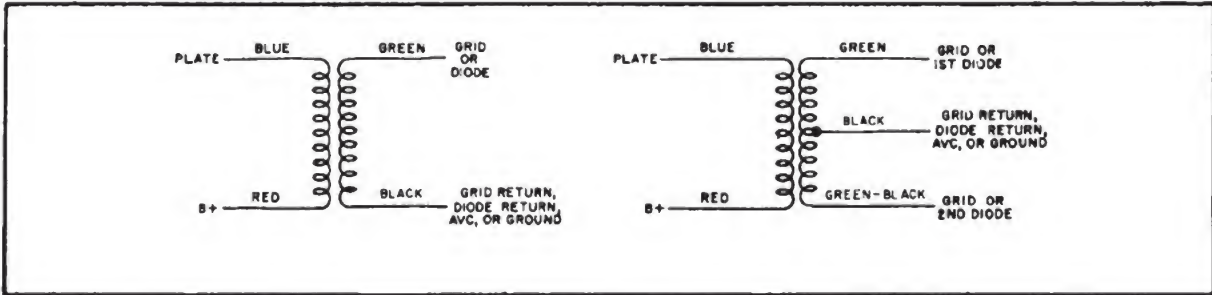 PLATE
BLUE
GREEN
GRID
OR
DIODE
B+
RED
BLACK
GRID RETURN,
DIODE RETURN,
AVC, OR GROUND
PLATE
BLUE
GREEN
GRID OR
1ST DIODE
BLACK
GRID RETURN,
DIODE RETURN,
AVC, OR GROUND
B+
RED
GREEN-BLACK
GRID OR
2ND DIODE